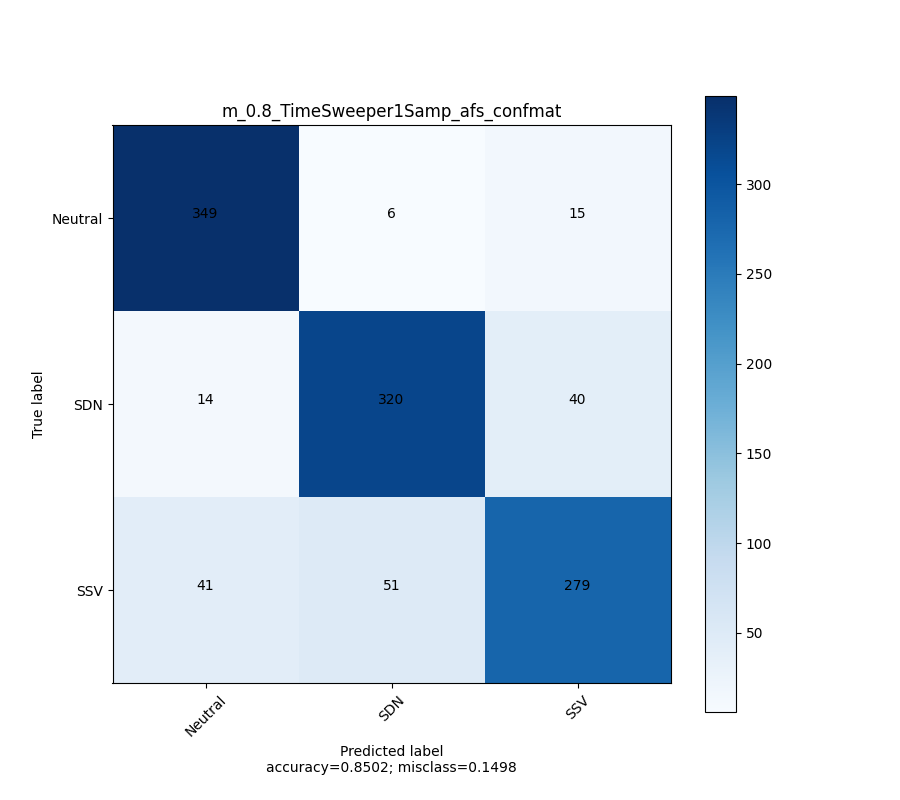 m_0.8_TimeSweeper1Samp_afs_confmat
Neutral 349 6 15
SDN 14 320 40
SSV 41 51 279
True label
Neutral SDN SSV
Predicted label
accuracy=0.8502; misclass=0.1498
300
250
200
150
100
50